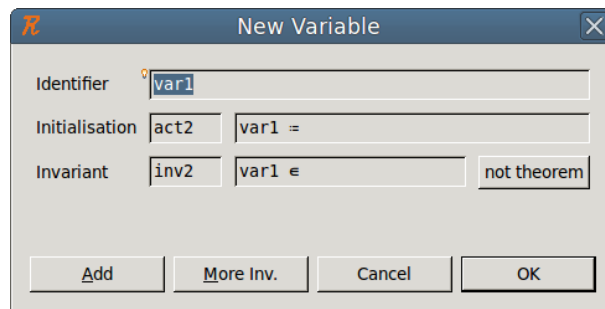 New Variable
Identifier var1
Initialisation act2 var1 ≔
Invariant inv2 var1 ∈ not theorem
Add More Inv. Cancel OK